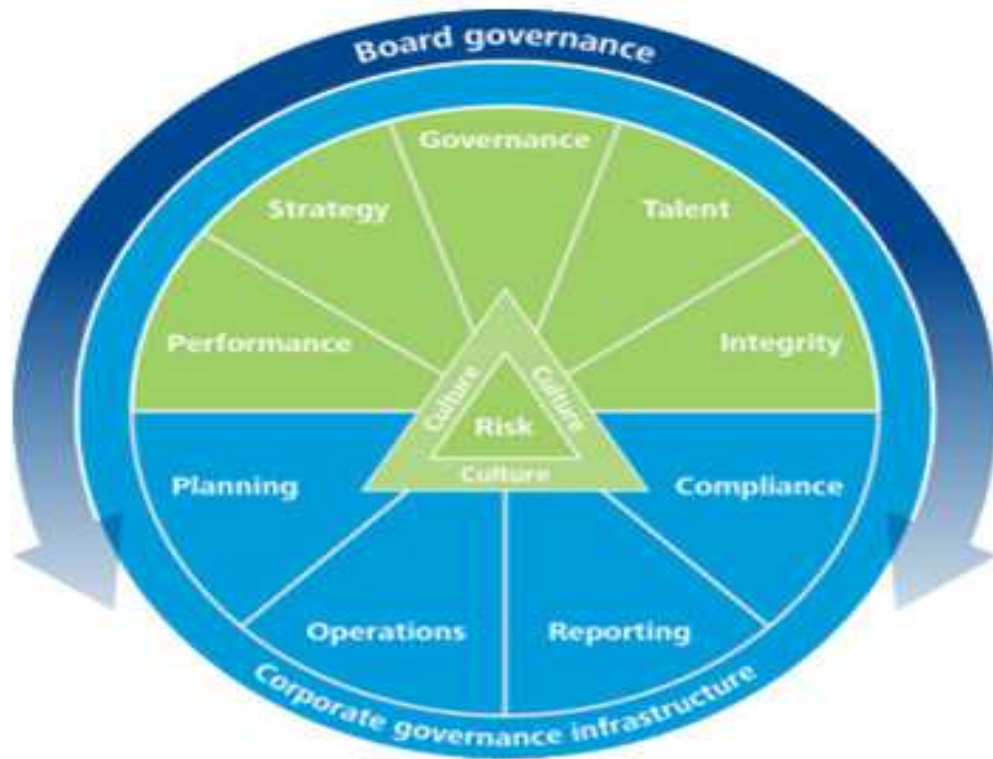 Board governance
Governance
Strategy
Talent
Performance
Integrity
Culture
Culture
Risk
Culture
Planning
Compliance
Operations
Reporting
Corporate governance infrastructure